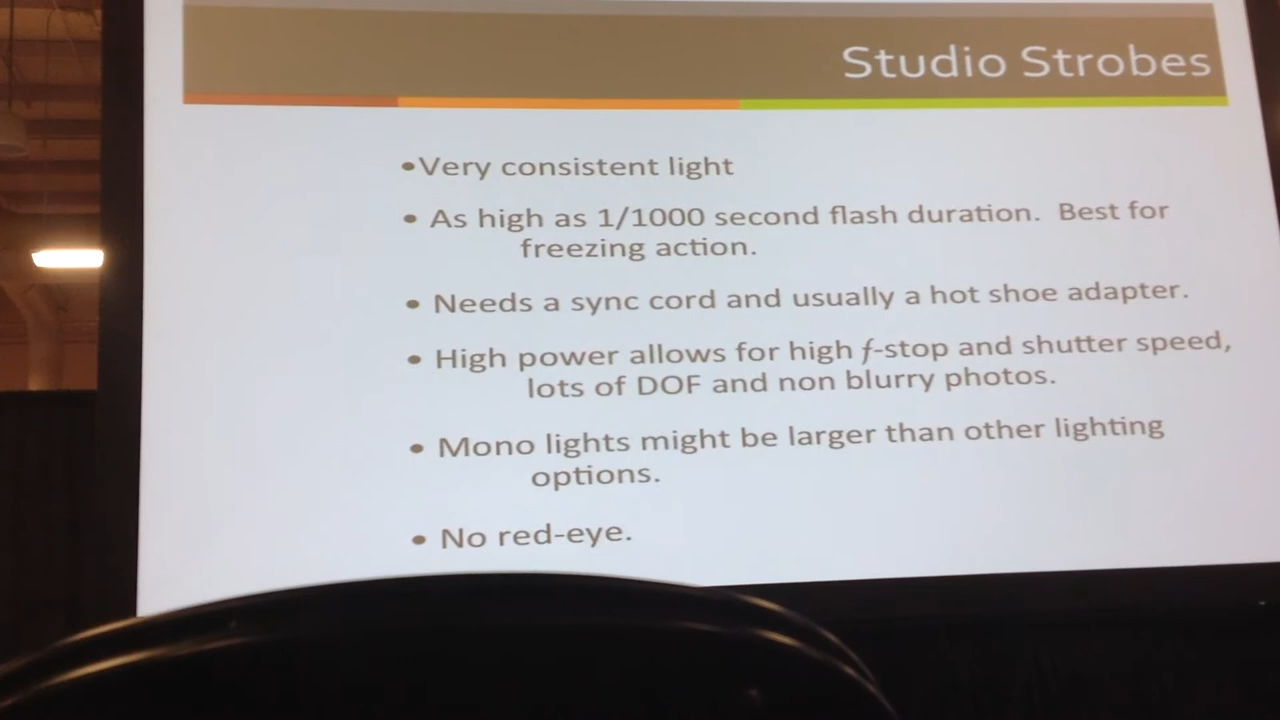 Studio Strobes
•Very consistent light
• As high as 1/1000 second flash duration.  Best for
freezing action.
• Needs a sync cord and usually a hot shoe adapter.
• High power allows for high f-stop and shutter speed,
lots of DOF and non blurry photos.
• Mono lights might be larger than other lighting
options.
• No red-eye.